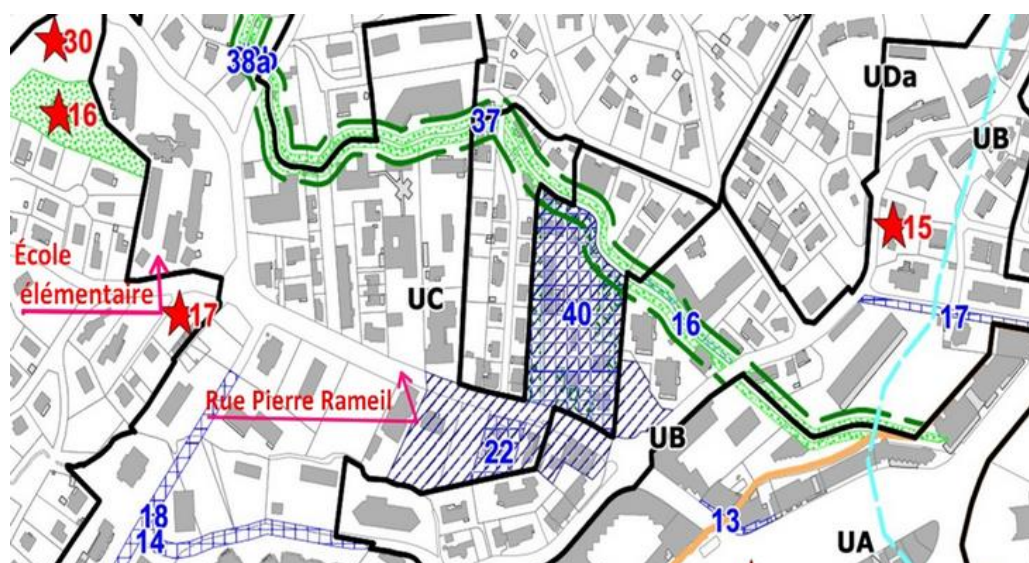 30
38a
UDa
16
37
UB
15
École
élémentaire
17
UC
40
16
17
Rue Pierre Rameil
22
UB
18
14
13
UA